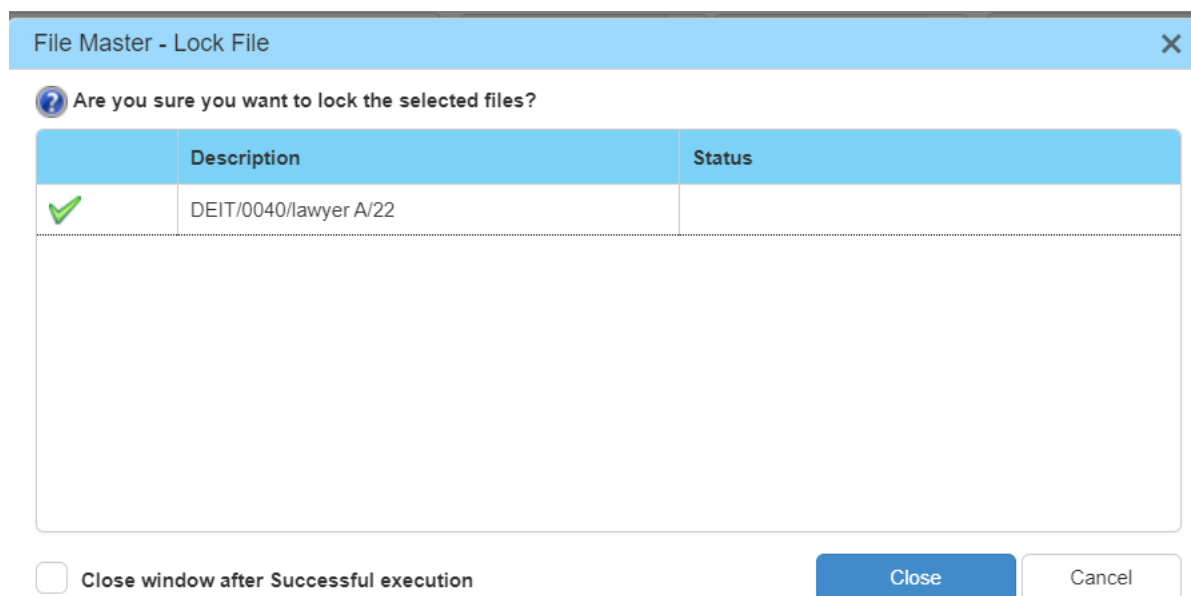 File Master - Lock File
Are you sure you want to lock the selected files?
Description Status
DEIT/0040/lawyer A/22
Close window after Successful execution Close Cancel